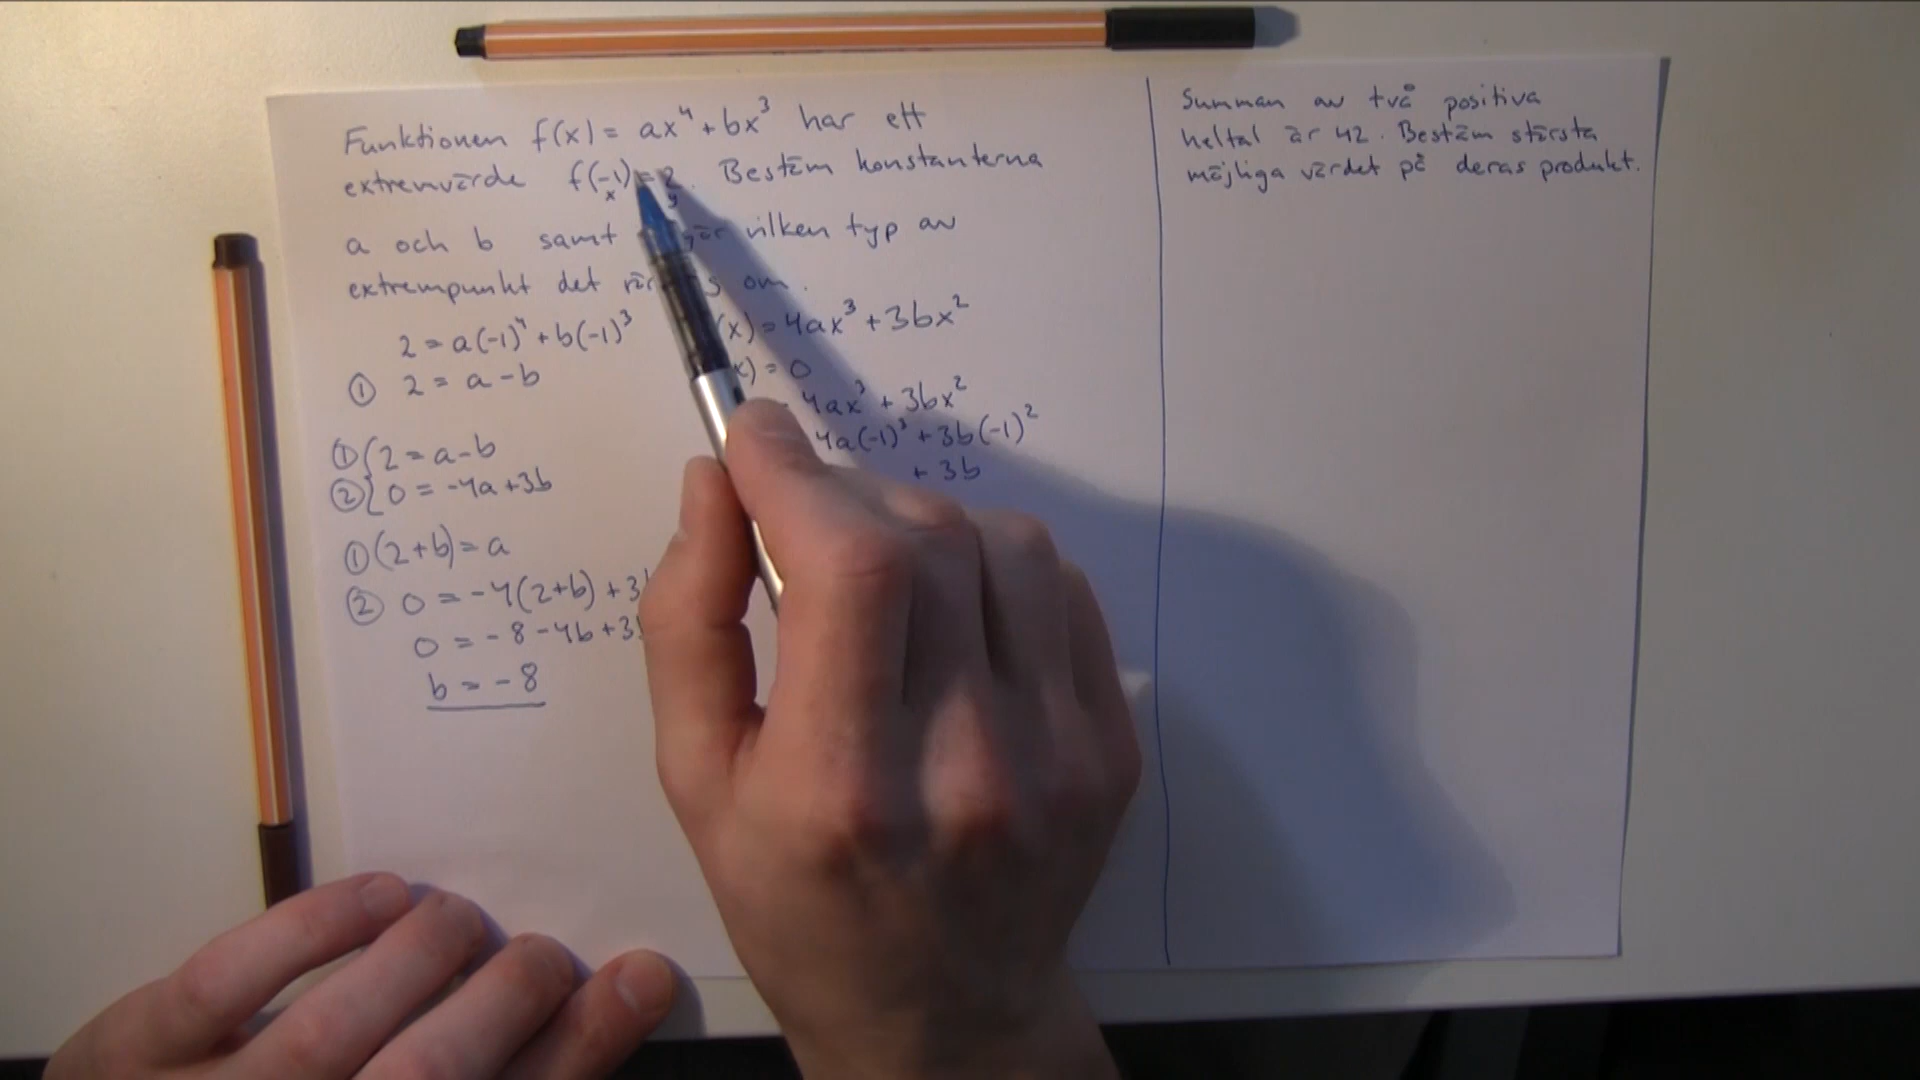 Funktionen f(x) = ax⁴ + bx³ har ett
extremvärde f(-1) = 2. Bestäm konstanterna
x y
a och b samt vilken typ av
extrempunkt det om.
2 = a(-1)⁴ + b(-1)³
① 2 = a - b
① { 2 = a - b
② { 0 = -4a + 3b
① (2+b) = a
② 0 = -4(2+b) + 3
0 = -8 - 4b + 3
b = -8
(x) = 4ax³ + 3bx²
(x) = 0
4ax³ + 3bx²
4a(-1)³ + 3b(-1)²
+ 3b
Summan av två positiva
heltal är 42. Bestäm största
möjliga värdet på deras produkt.